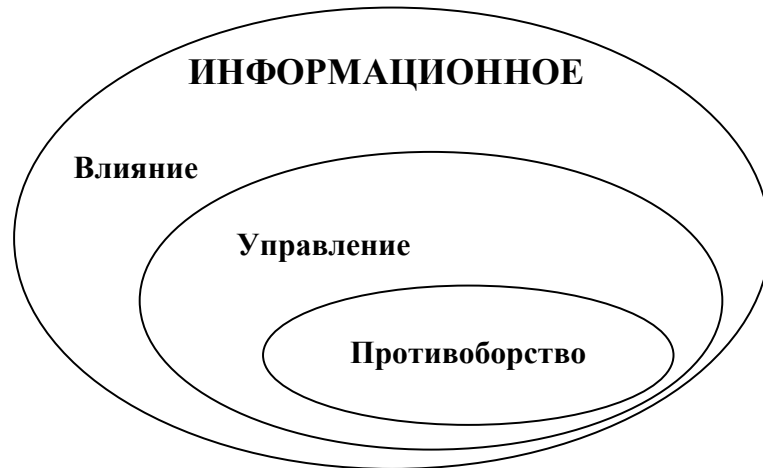 ИНФОРМАЦИОННОЕ
Влияние
Управление
Противоборство